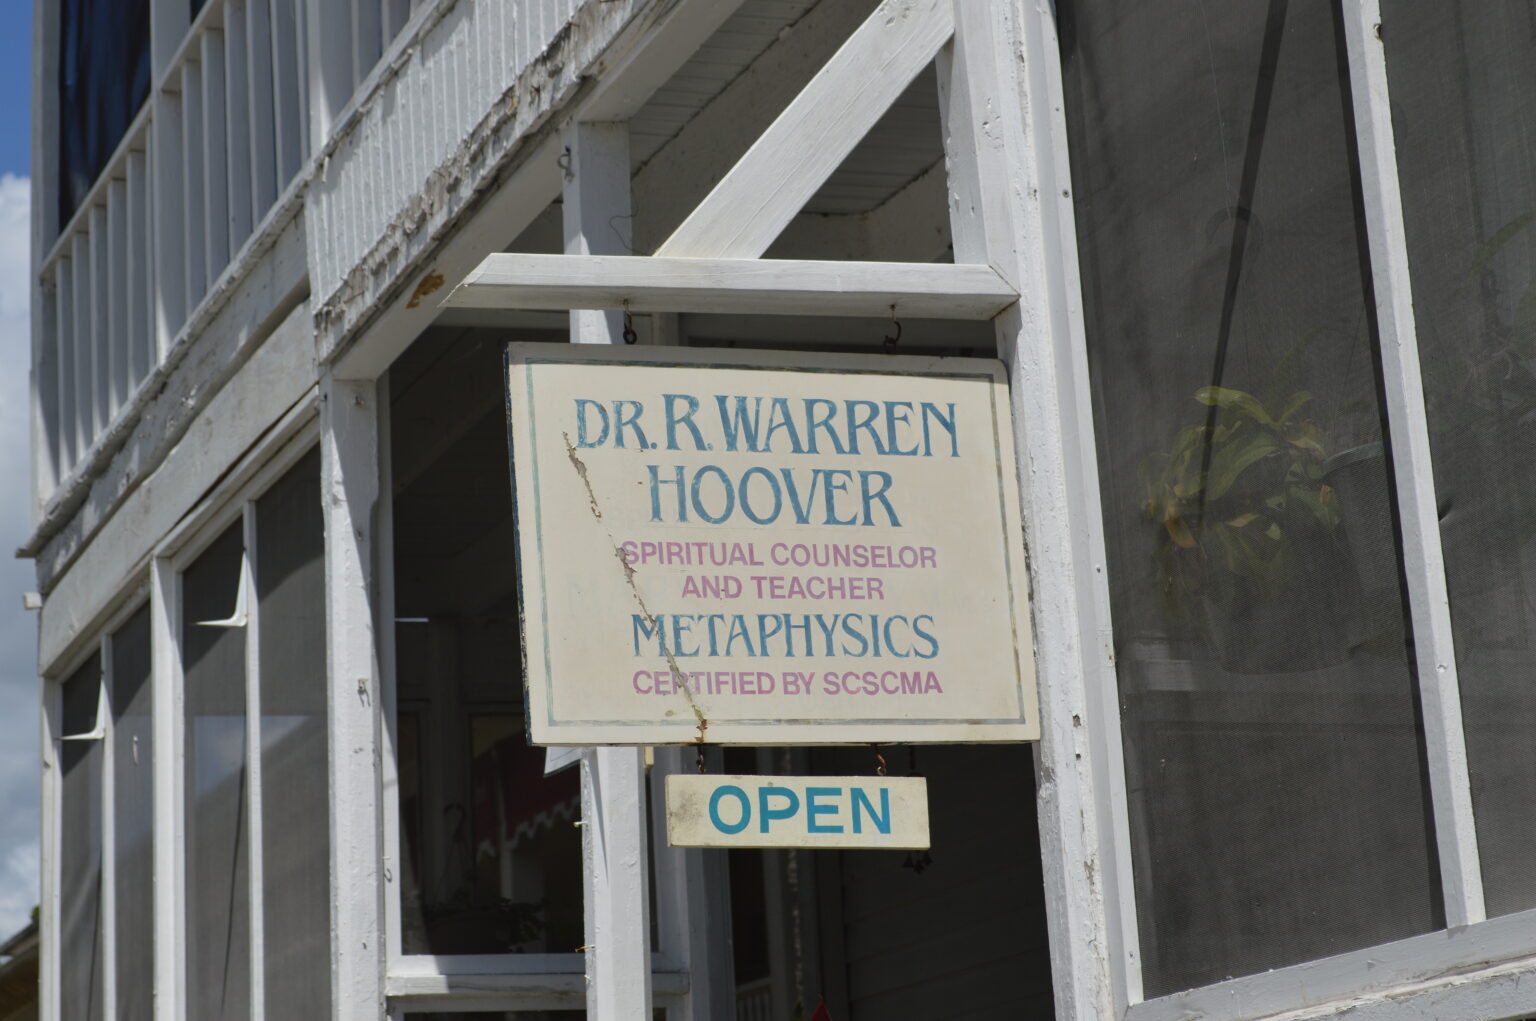 DR. R. WARREN
HOOVER
SPIRITUAL COUNSELOR
AND TEACHER
METAPHYSICS
CERTIFIED BY SCSCMA
OPEN